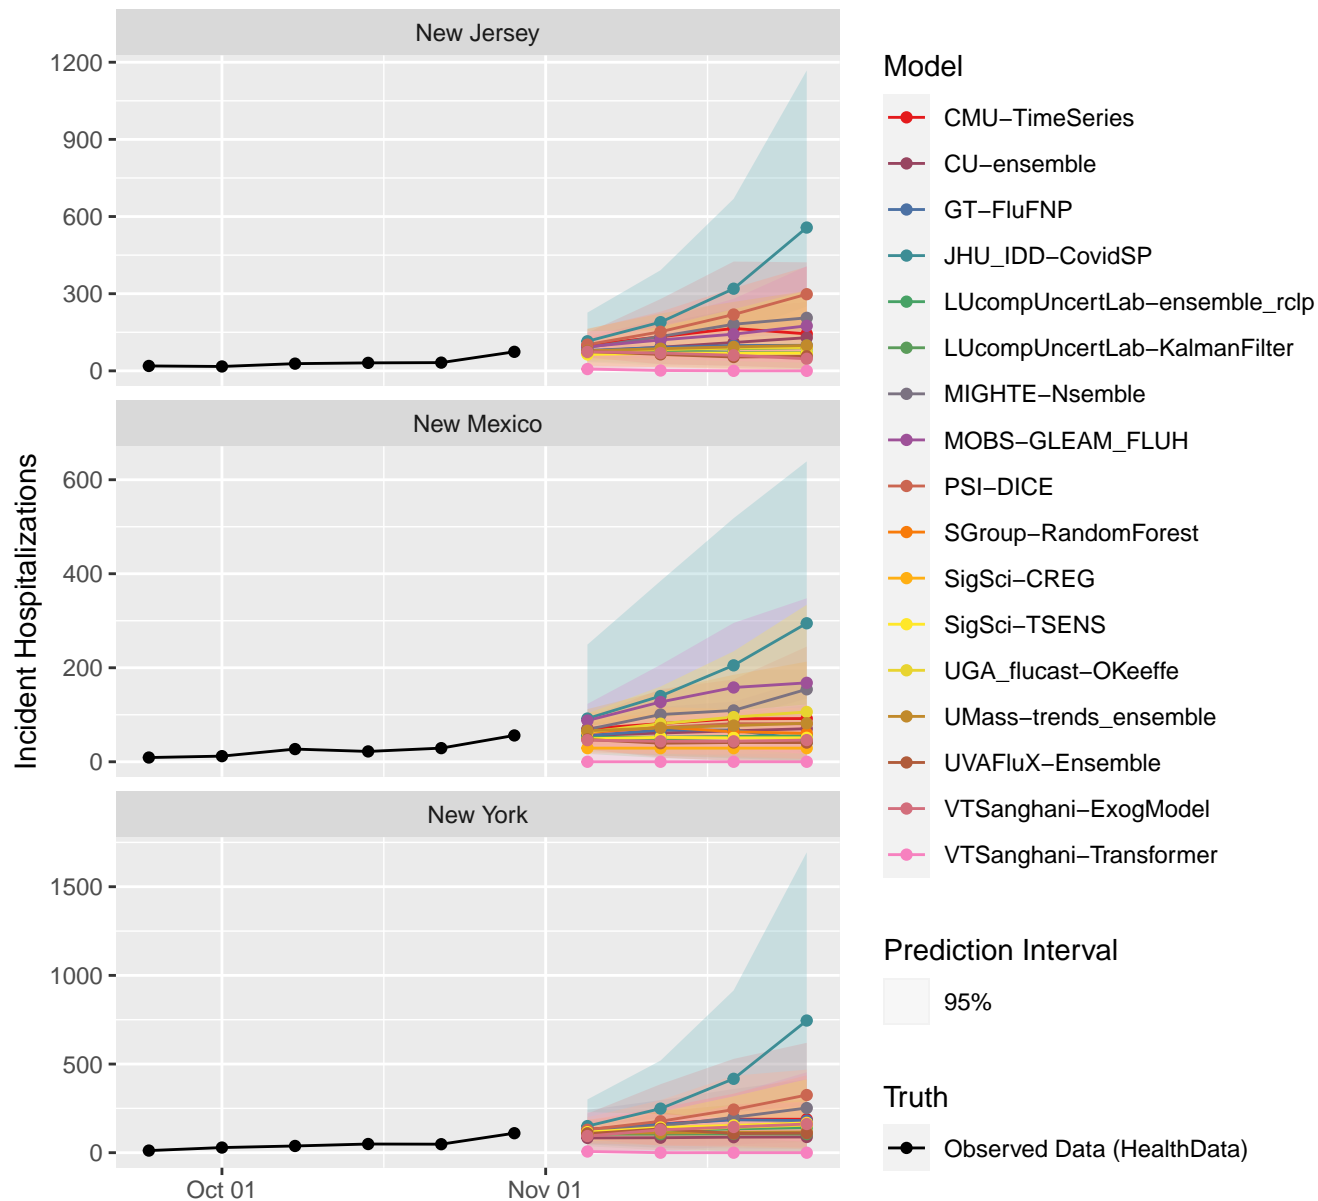 New Jersey
1200
900
600
300
0
New Mexico
600
400
200
0
New York
1500
1000
500
0
Oct 01
Nov 01
Incident Hospitalizations
Model
CMU−TimeSeries
CU−ensemble
GT−FluFNP
JHU_IDD−CovidSP
LUcompUncertLab−ensemble_rclp
LUcompUncertLab−KalmanFilter
MIGHTE−Nsemble
MOBS−GLEAM_FLUH
PSI−DICE
SGroup−RandomForest
SigSci−CREG
SigSci−TSENS
UGA_flucast−OKeeffe
UMass−trends_ensemble
UVAFluX−Ensemble
VTSanghani−ExogModel
VTSanghani−Transformer
Prediction Interval
95%
Truth
Observed Data (HealthData)